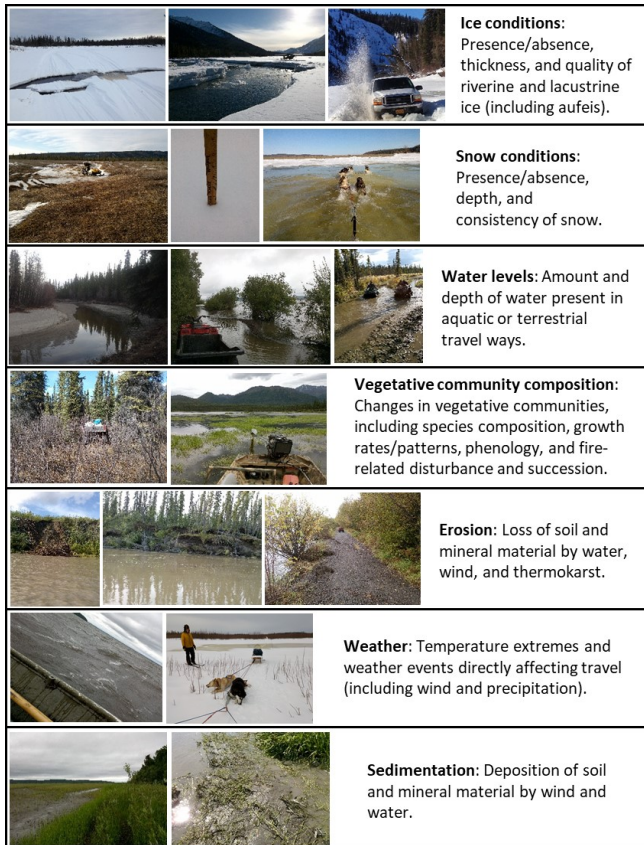 Ice conditions:
Presence/absence,
thickness, and quality of
riverine and lacustrine
ice (including aufeis).
Snow conditions:
Presence/absence,
depth, and
consistency of snow.
Water levels: Amount and
depth of water present in
aquatic or terrestrial
travel ways.
Vegetative community composition:
Changes in vegetative communities,
including species composition, growth
rates/patterns, phenology, and fire-
related disturbance and succession.
Erosion: Loss of soil and
mineral material by water,
wind, and thermokarst.
Weather: Temperature extremes and
weather events directly affecting travel
(including wind and precipitation).
Sedimentation: Deposition of soil
and mineral material by wind and
water.